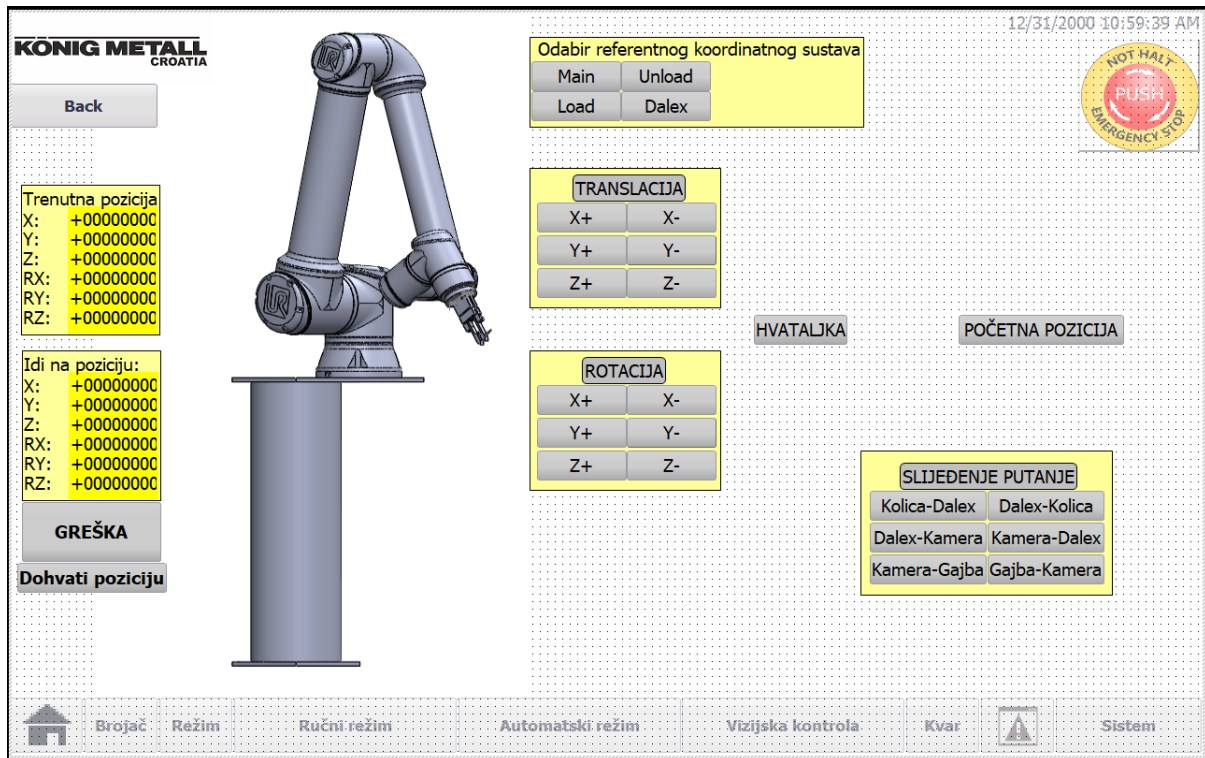 12/31/2000 10:59:39 AM
KÖNIG METALL
CROATIA
Back
Odabir referentnog koordinatnog sustava
Main Unload
Load Dalex
NOT HALT
PUSH
EMERGENCY STOP
Trenutna pozicija
X: +00000000
Y: +00000000
Z: +00000000
RX: +00000000
RY: +00000000
RZ: +00000000
Idi na poziciju:
X: +00000000
Y: +00000000
Z: +00000000
RX: +00000000
RY: +00000000
RZ: +00000000
GREŠKA
Dohvati poziciju
UR
UR
TRANSLACIJA
X+ X-
Y+ Y-
Z+ Z-
HVATALJKA
POČETNA POZICIJA
ROTACIJA
X+ X-
Y+ Y-
Z+ Z-
SLIJEĐENJE PUTANJE
Kolica-Dalex Dalex-Kolica
Dalex-Kamera Kamera-Dalex
Kamera-Gajba Gajba-Kamera
Brojač Režim Ručni režim Automatski režim Vizijska kontrola Kvar Sistem